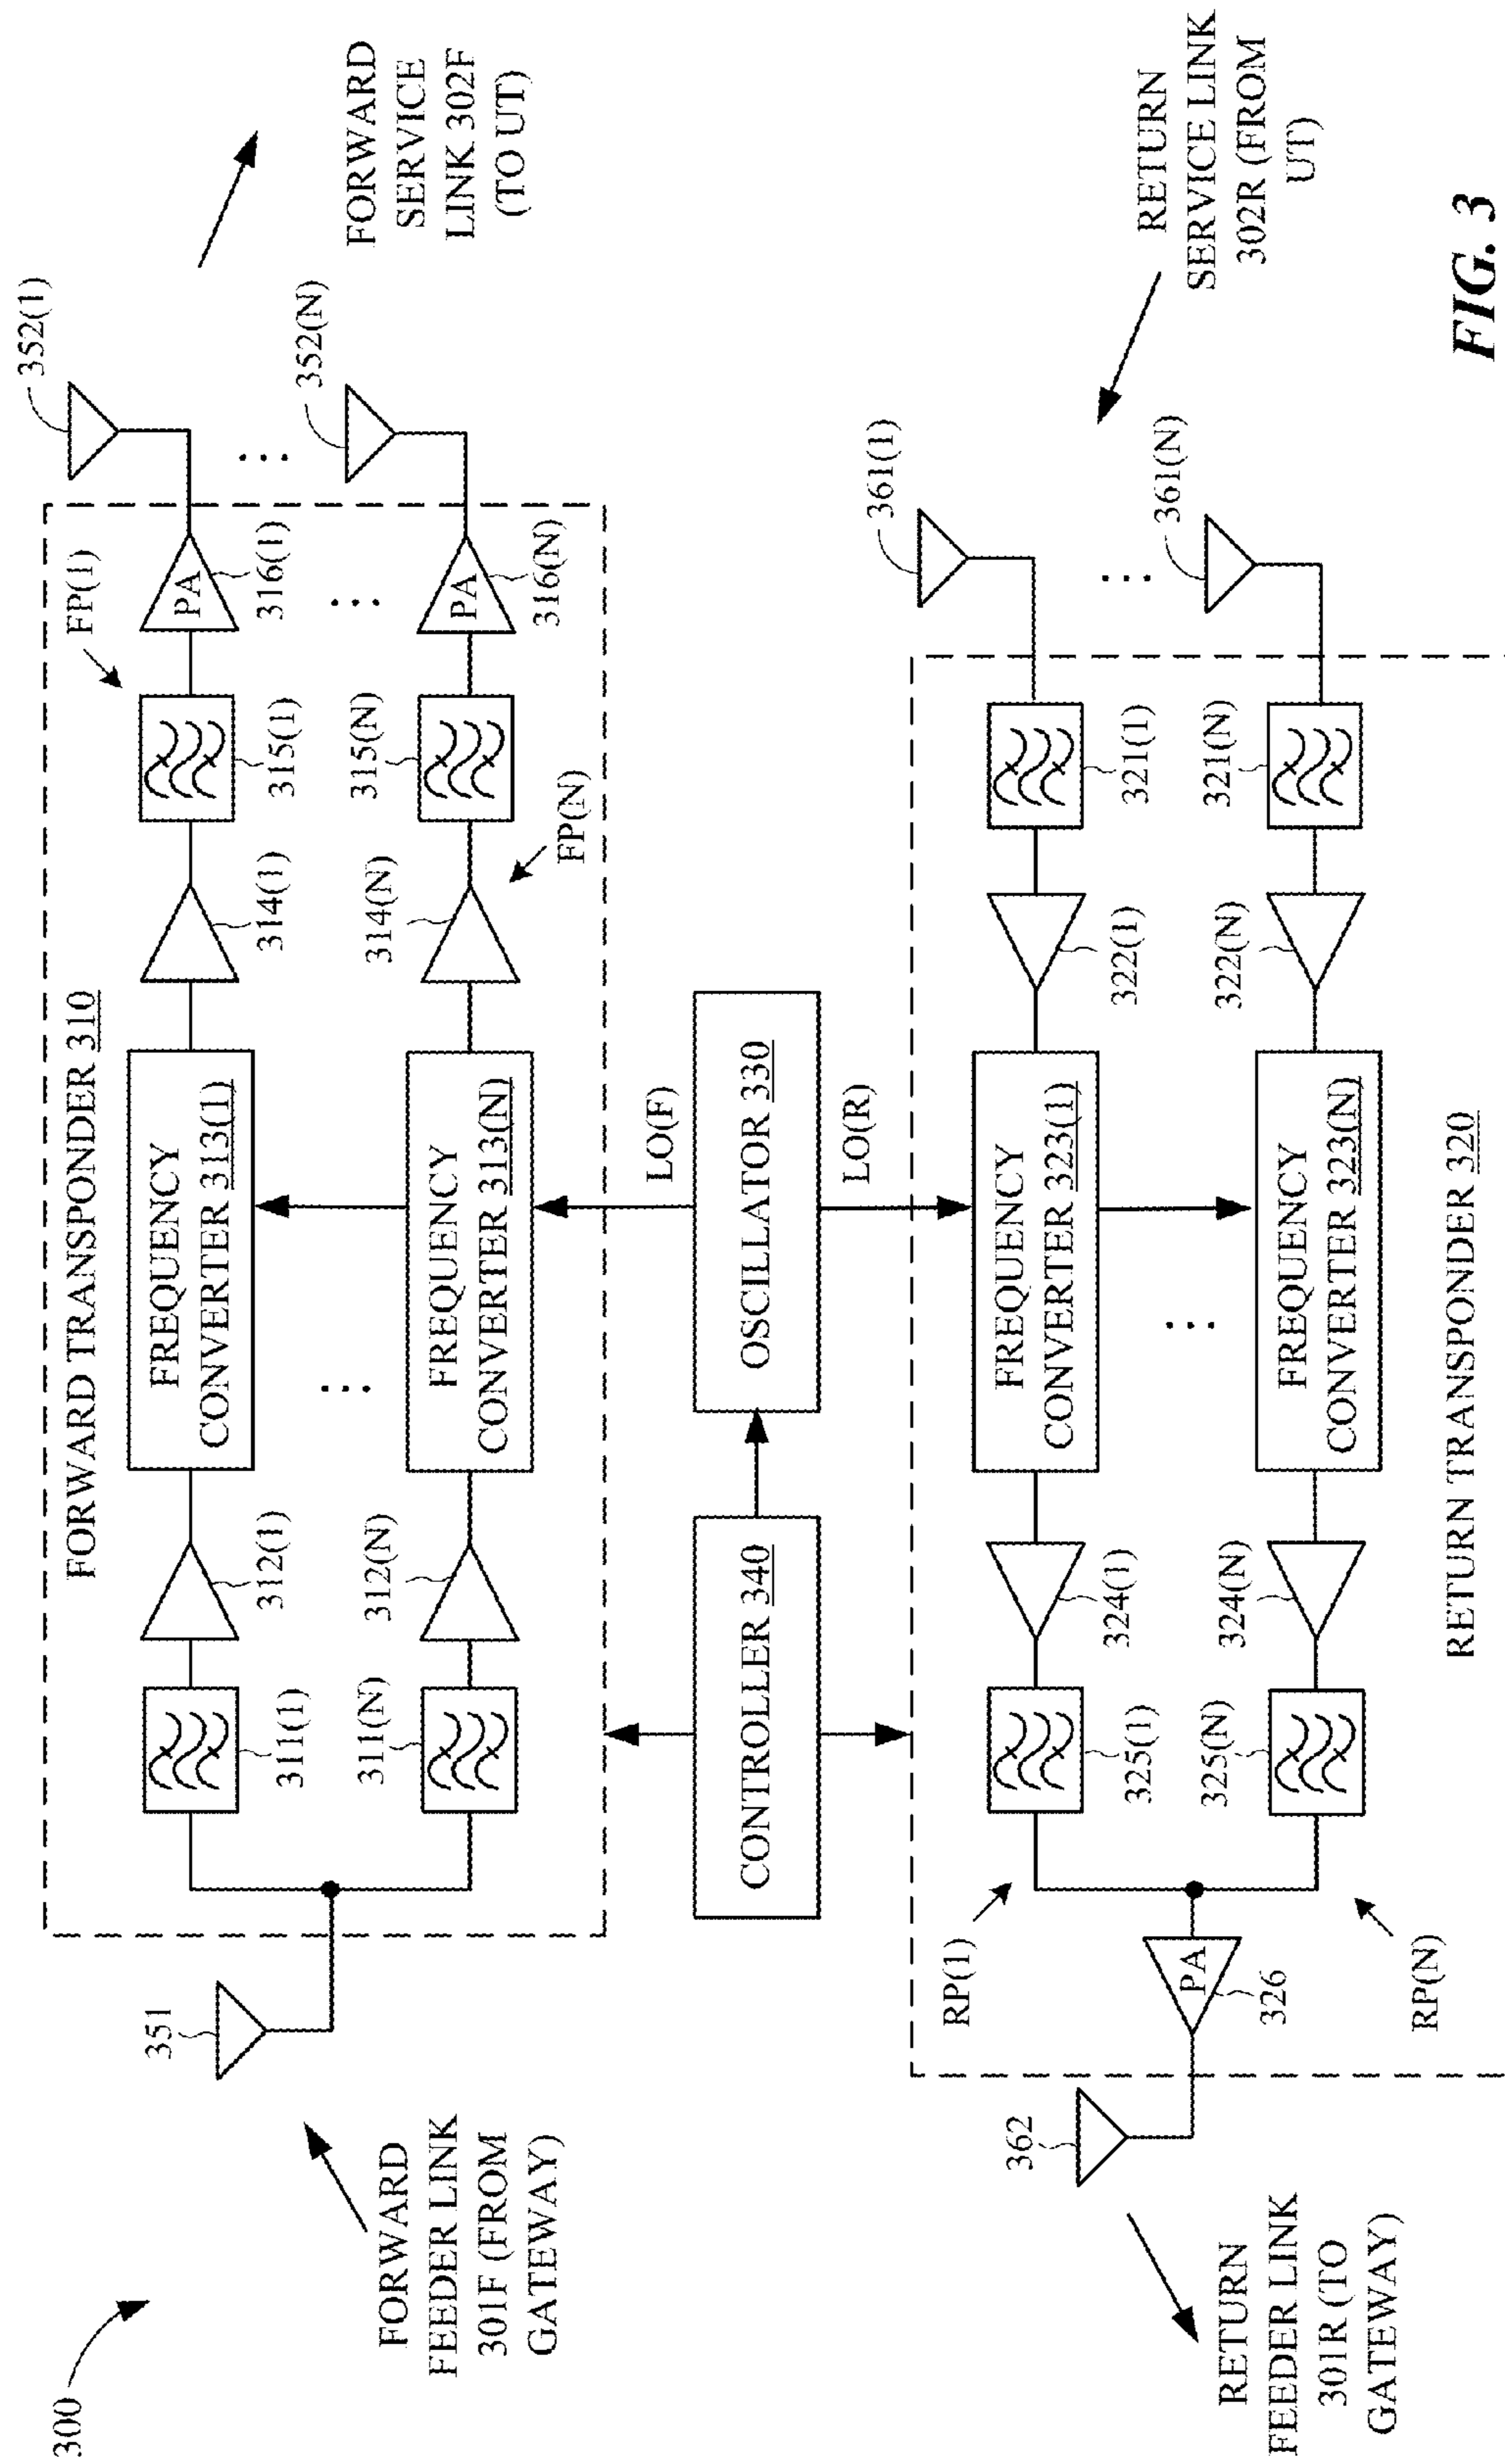 300
FORWARD
FEEDER LINK
301F (FROM
GATEWAY)
351
FORWARD TRANSPONDER 310
311(1)
312(1)
FREQUENCY
CONVERTER 313(1)
314(1)
315(1)
FP(1)
PA
316(1)
352(1)
311(N)
312(N)
FREQUENCY
CONVERTER 313(N)
314(N)
315(N)
FP(N)
PA
316(N)
352(N)
...
...
...
FORWARD
SERVICE
LINK 302F
(TO UT)
LO(F)
CONTROLLER 340
OSCILLATOR 330
LO(R)
RETURN
FEEDER LINK
301R (TO
GATEWAY)
362
PA
326
RP(1)
325(1)
324(1)
FREQUENCY
CONVERTER 323(1)
322(1)
321(1)
361(1)
...
...
RP(N)
325(N)
324(N)
FREQUENCY
CONVERTER 323(N)
322(N)
321(N)
361(N)
RETURN TRANSPONDER 320
RETURN
SERVICE LINK
302R (FROM
UT)
FIG. 3